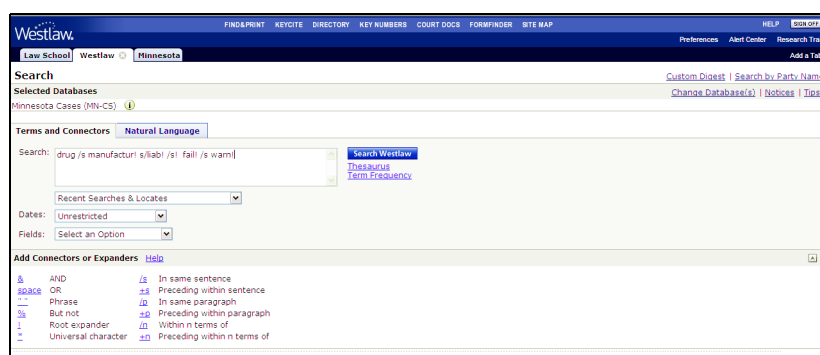 FIND&PRINT KEYCITE DIRECTORY KEY NUMBERS COURT DOCS FORMFINDER SITE MAP HELP SIGN OFF
Westlaw.
Preferences Alert Center Research Tra
Law School Westlaw Minnesota Add a Tab
Search Custom Digest | Search by Party Name
Selected Databases Change Database(s) | Notices | Tips
Minnesota Cases (MN-CS)
Terms and Connectors Natural Language
Search: drug /s manufactur! s/liab! /s! fail! /s warn! Search Westlaw
Thesaurus
Term Frequency
Recent Searches & Locates
Dates: Unrestricted
Fields: Select an Option
Add Connectors or Expanders Help
& AND /s In same sentence
space OR +s Preceding within sentence
" " Phrase /p In same paragraph
% But not +p Preceding within paragraph
! Root expander /n Within n terms of
* Universal character +n Preceding within n terms of